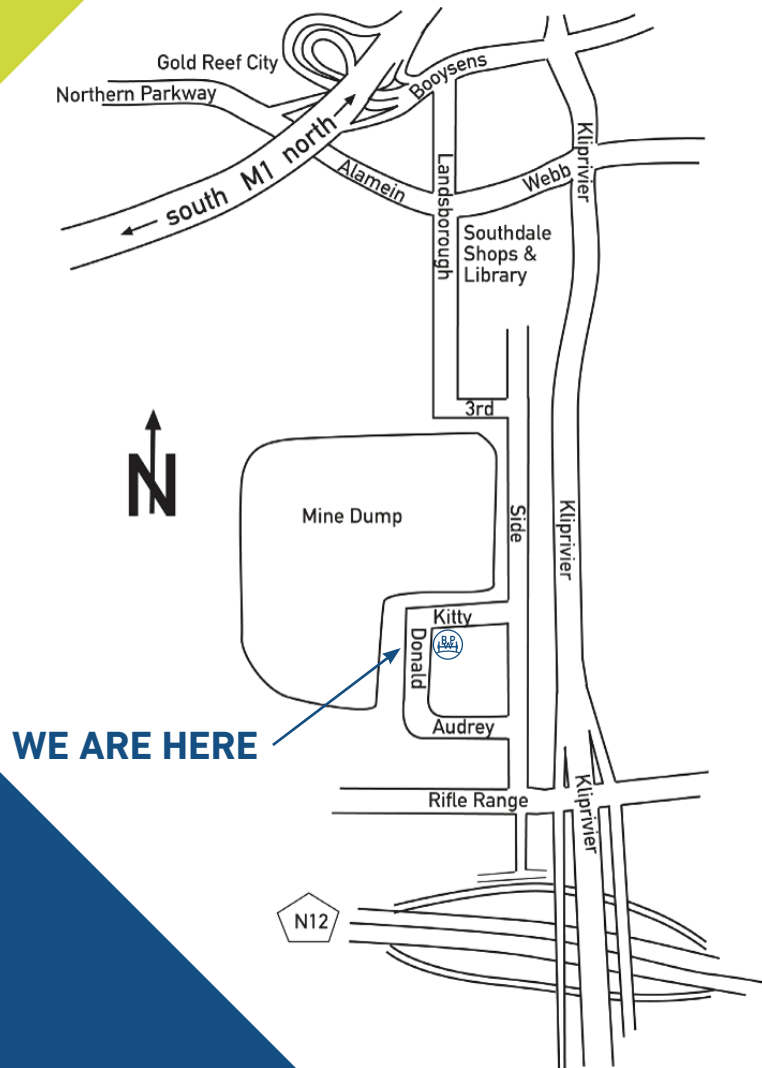 Gold Reef City
Booysens
Northern Parkway
Kliprivier
south M1 north
Alamein
Landsborough
Webb
Southdale
Shops &
Library
3rd
N
Mine Dump
Side
Kliprivier
Kitty
Donald
BPW
WE ARE HERE
Audrey
Rifle Range
Kliprivier
N12